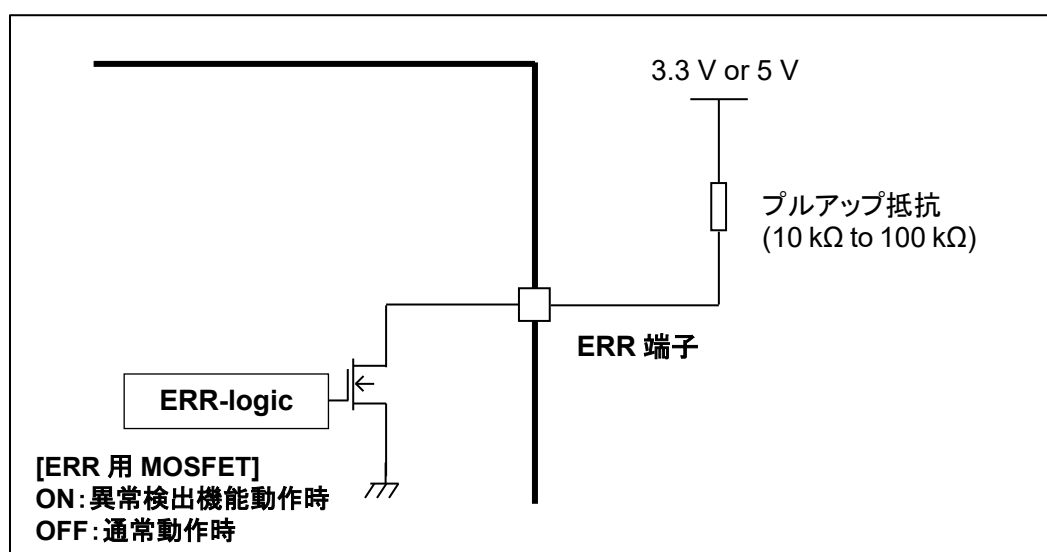 3.3 V or 5 V
プルアップ抵抗
(10 kΩ to 100 kΩ)
ERR 端子
ERR-logic
[ERR 用 MOSFET]
ON:異常検出機能動作時
OFF:通常動作時